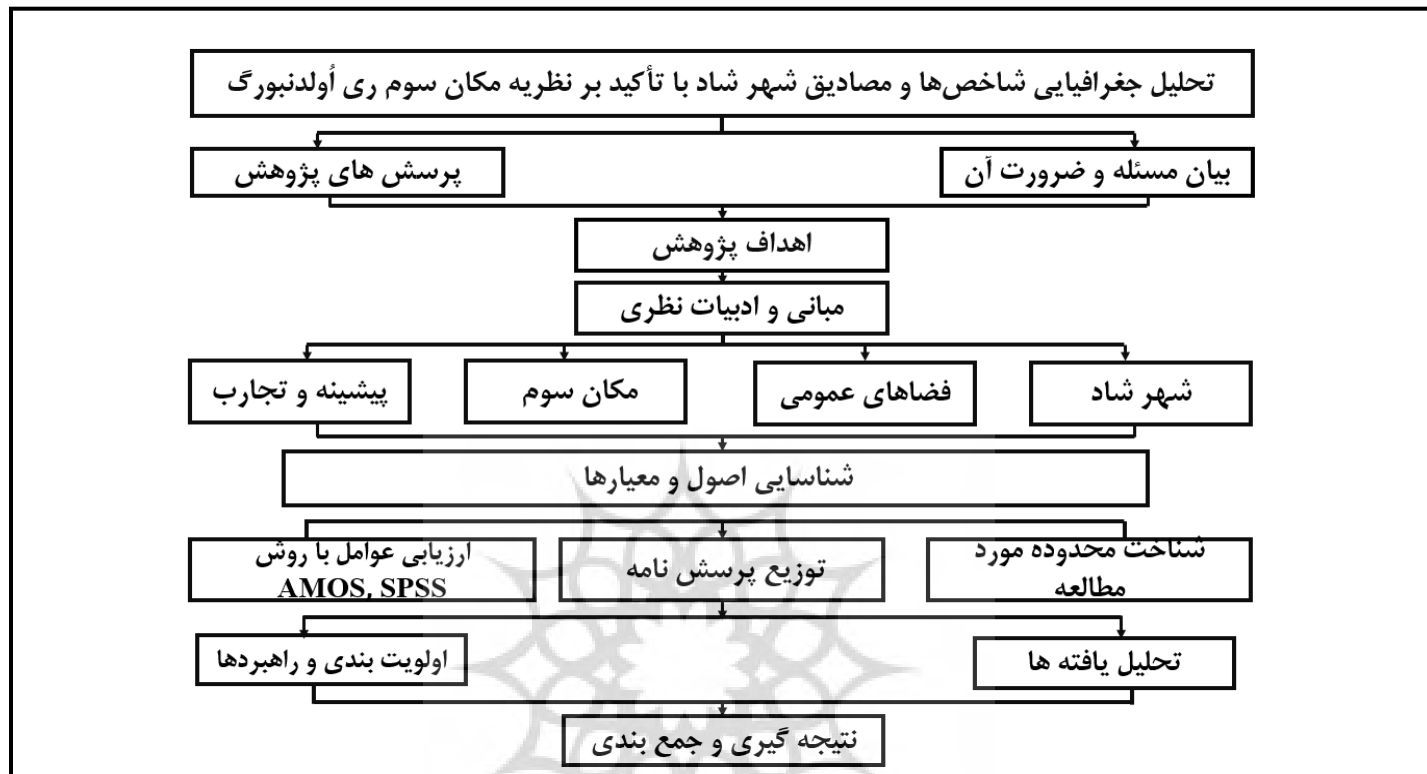 تحلیل جغرافیایی شاخص‌ها و مصادیق شهر شاد با تأکید بر نظریه مکان سوم ری اُولدنبورگ
بیان مسئله و ضرورت آن
پرسش های پژوهش
اهداف پژوهش
مبانی و ادبیات نظری
شهر شاد
فضاهای عمومی
مکان سوم
پیشینه و تجارب
شناسایی اصول و معیارها
شناخت محدوده مورد
مطالعه
توزیع پرسش نامه
ارزیابی عوامل با روش
AMOS, SPSS
تحلیل یافته ها
اولویت بندی و راهبردها
نتیجه گیری و جمع بندی